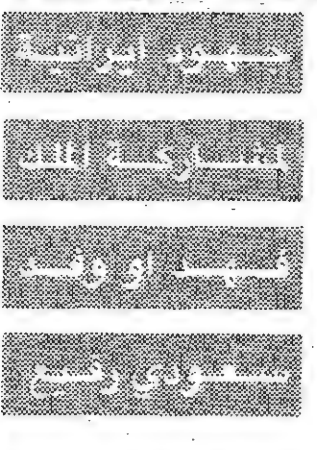 جهود ايرانية
لمشاركة الملك
فهد او وفد
سعودي رفيع